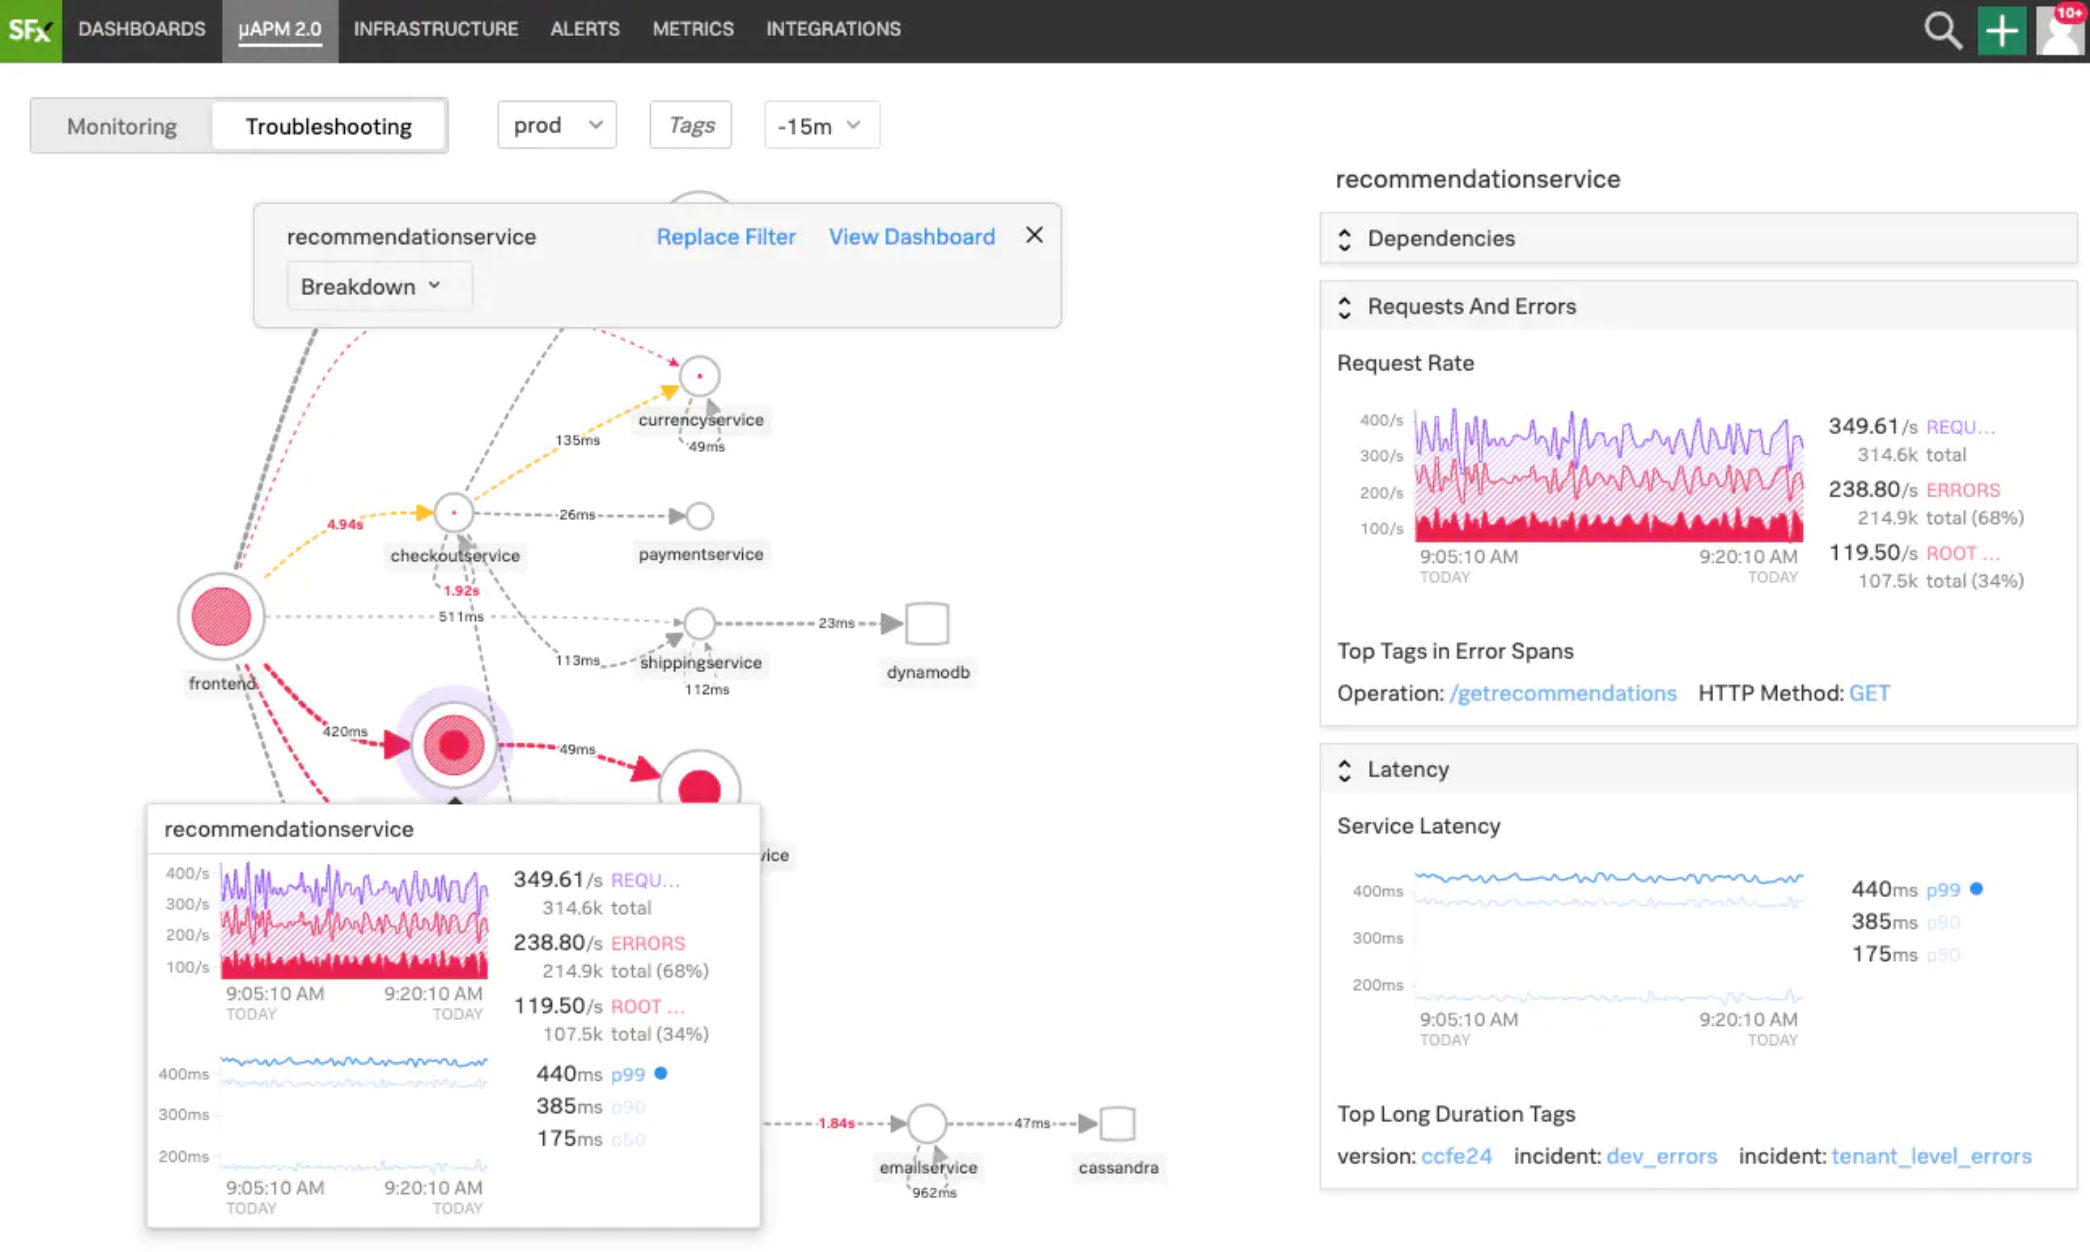 SFx DASHBOARDS µAPM 2.0 INFRASTRUCTURE ALERTS METRICS INTEGRATIONS 10+
Monitoring Troubleshooting prod Tags -15m
recommendationservice Replace Filter View Dashboard
Breakdown
currencyservice
49ms
135ms
4.94s
26ms
checkoutservice
paymentservice
1.92s
511ms
23ms
113ms
shippingservice
dynamodb
112ms
frontend
420ms
49ms
vice
recommendationservice
400/s
300/s
200/s
100/s
349.61/s REQU...
314.6k total
238.80/s ERRORS
214.9k total (68%)
119.50/s ROOT ...
107.5k total (34%)
9:05:10 AM 9:20:10 AM
TODAY TODAY
400ms
300ms
200ms
440ms p99
385ms p90
175ms p50
9:05:10 AM 9:20:10 AM
TODAY TODAY
1.84s
47ms
emailservice
cassandra
962ms
recommendationservice
Dependencies
Requests And Errors
Request Rate
400/s
300/s
200/s
100/s
349.61/s REQU...
314.6k total
238.80/s ERRORS
214.9k total (68%)
119.50/s ROOT ...
107.5k total (34%)
9:05:10 AM 9:20:10 AM
TODAY TODAY
Top Tags in Error Spans
Operation: /getrecommendations HTTP Method: GET
Latency
Service Latency
400ms
300ms
200ms
440ms p99
385ms p90
175ms p50
9:05:10 AM 9:20:10 AM
TODAY TODAY
Top Long Duration Tags
version: ccfe24 incident: dev_errors incident: tenant_level_errors